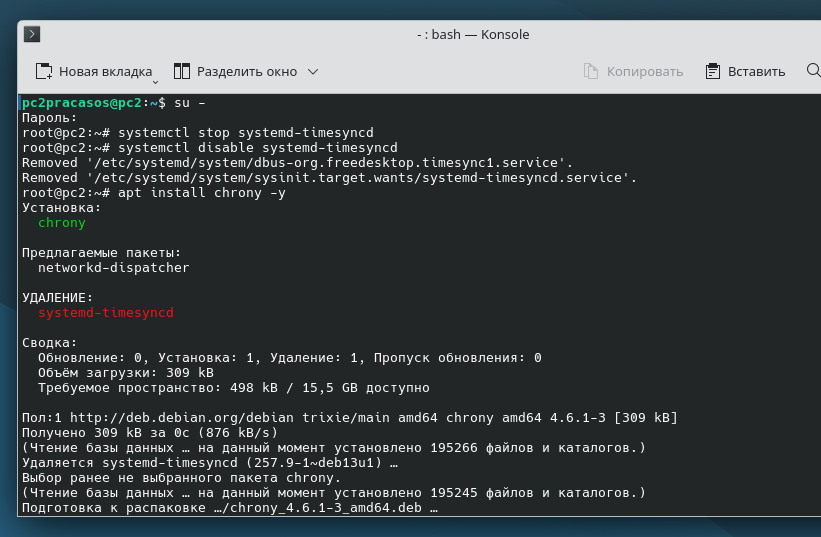 - : bash — Konsole
Новая вкладка
Разделить окно
Копировать
Вставить
pc2pracasos@pc2:~$ su -
Пароль:
root@pc2:~# systemctl stop systemd-timesyncd
root@pc2:~# systemctl disable systemd-timesyncd
Removed '/etc/systemd/system/dbus-org.freedesktop.timesync1.service'.
Removed '/etc/systemd/system/sysinit.target.wants/systemd-timesyncd.service'.
root@pc2:~# apt install chrony -y
Установка:
  chrony

Предлагаемые пакеты:
  networkd-dispatcher

УДАЛЕНИЕ:
  systemd-timesyncd

Сводка:
  Обновление: 0, Установка: 1, Удаление: 1, Пропуск обновления: 0
  Объём загрузки: 309 kB
  Требуемое пространство: 498 kB / 15,5 GB доступно

Пол:1 http://deb.debian.org/debian trixie/main amd64 chrony amd64 4.6.1-3 [309 kB]
Получено 309 kB за 0с (876 kB/s)
(Чтение базы данных … на данный момент установлено 195266 файлов и каталогов.)
Удаляется systemd-timesyncd (257.9-1~deb13u1) …
Выбор ранее не выбранного пакета chrony.
(Чтение базы данных … на данный момент установлено 195245 файлов и каталогов.)
Подготовка к распаковке …/chrony_4.6.1-3_amd64.deb …